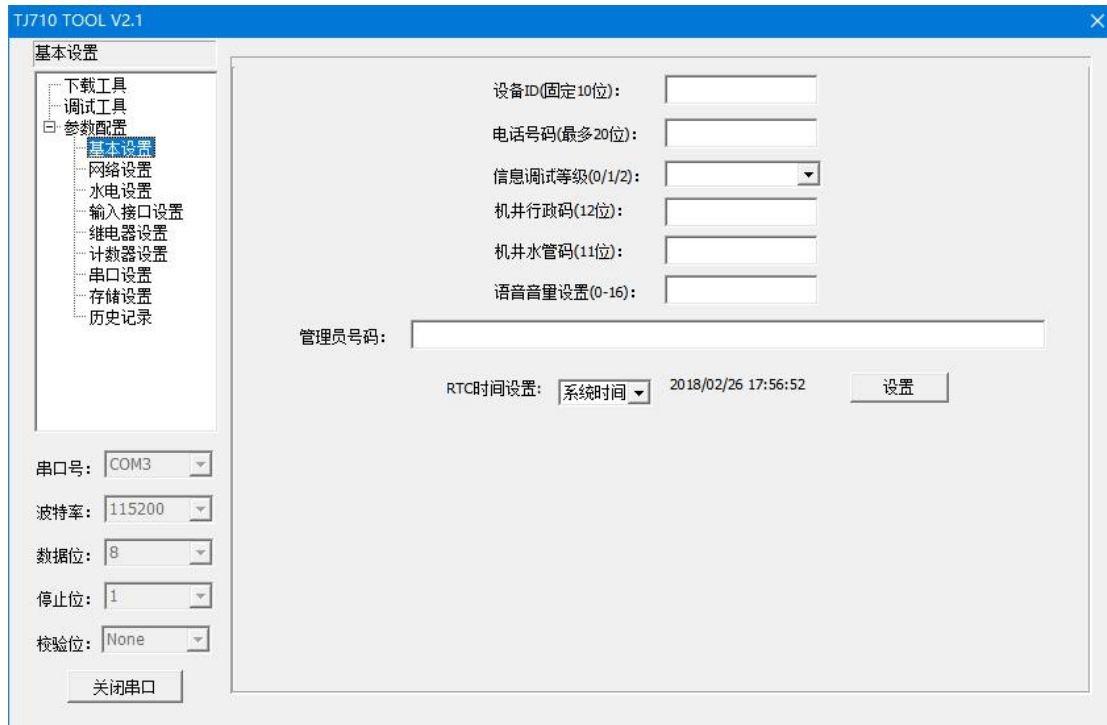 TJ710 TOOL V2.1
基本设置
下载工具
调试工具
参数配置
基本设置
网络设置
水电设置
输入接口设置
继电器设置
计数器设置
串口设置
存储设置
历史记录
串口号: COM3
波特率: 115200
数据位: 8
停止位: 1
校验位: None
关闭串口
设备ID(固定10位):
电话号码(最多20位):
信息调试等级(0/1/2):
机井行政码(12位):
机井水管码(11位):
语音音量设置(0-16):
管理员号码:
RTC时间设置: 系统时间 2018/02/26 17:56:52 设置